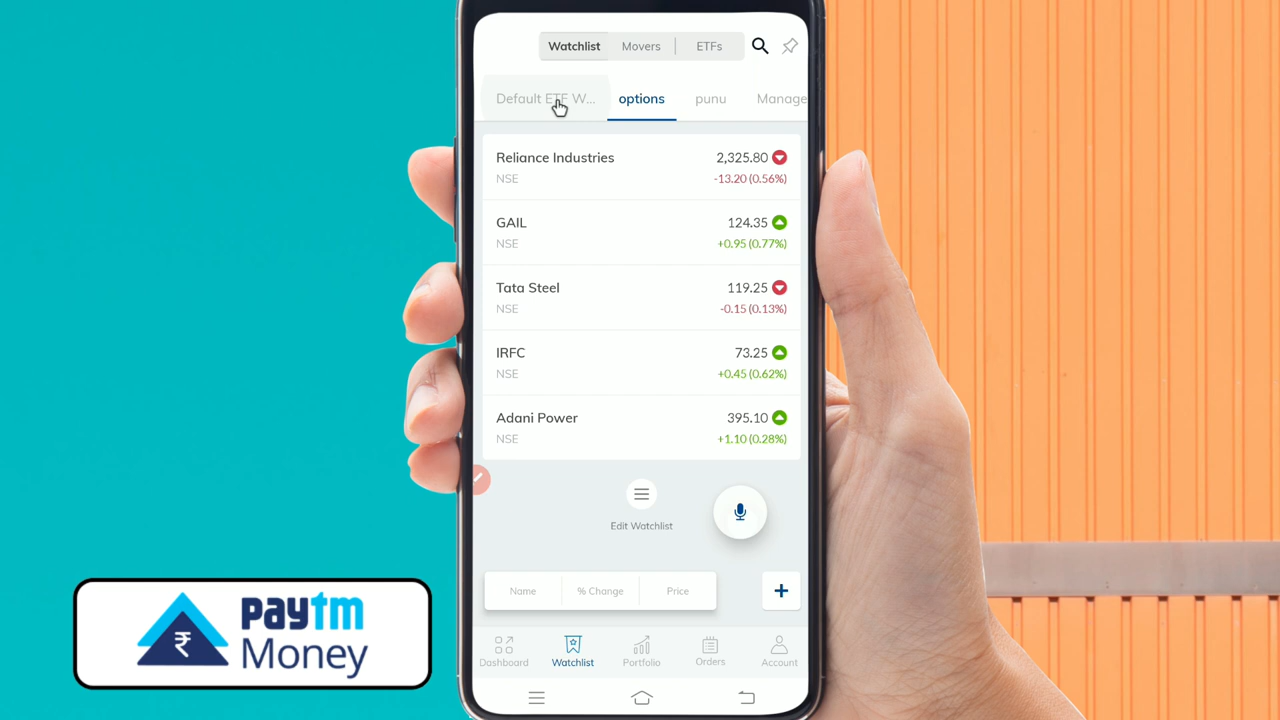 Watchlist Movers ETFs
Default ETF W... options punu Manage
Reliance Industries 2,325.80
NSE -13.20 (0.56%)
GAIL 124.35
NSE +0.95 (0.77%)
Tata Steel 119.25
NSE -0.15 (0.13%)
IRFC 73.25
NSE +0.45 (0.62%)
Adani Power 395.10
NSE +1.10 (0.28%)
Edit Watchlist
Name % Change Price
+
Dashboard Watchlist Portfolio Orders Account
₹
paytm
Money